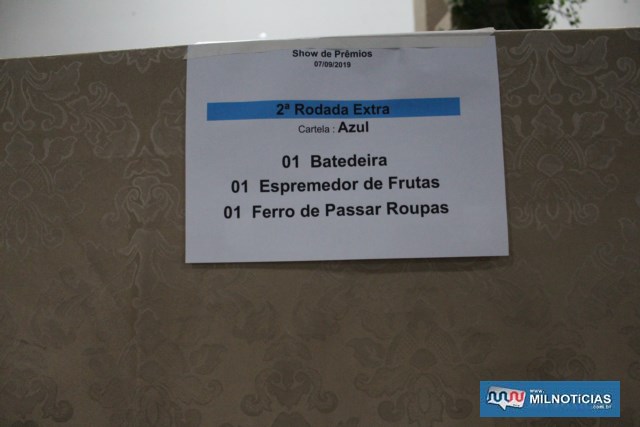 Show de Prêmios
07/09/2019
2ª Rodada Extra
Cartela : Azul
01 Batedeira
01 Espremedor de Frutas
01 Ferro de Passar Roupas
www.
MILNOTICIAS
.com.br